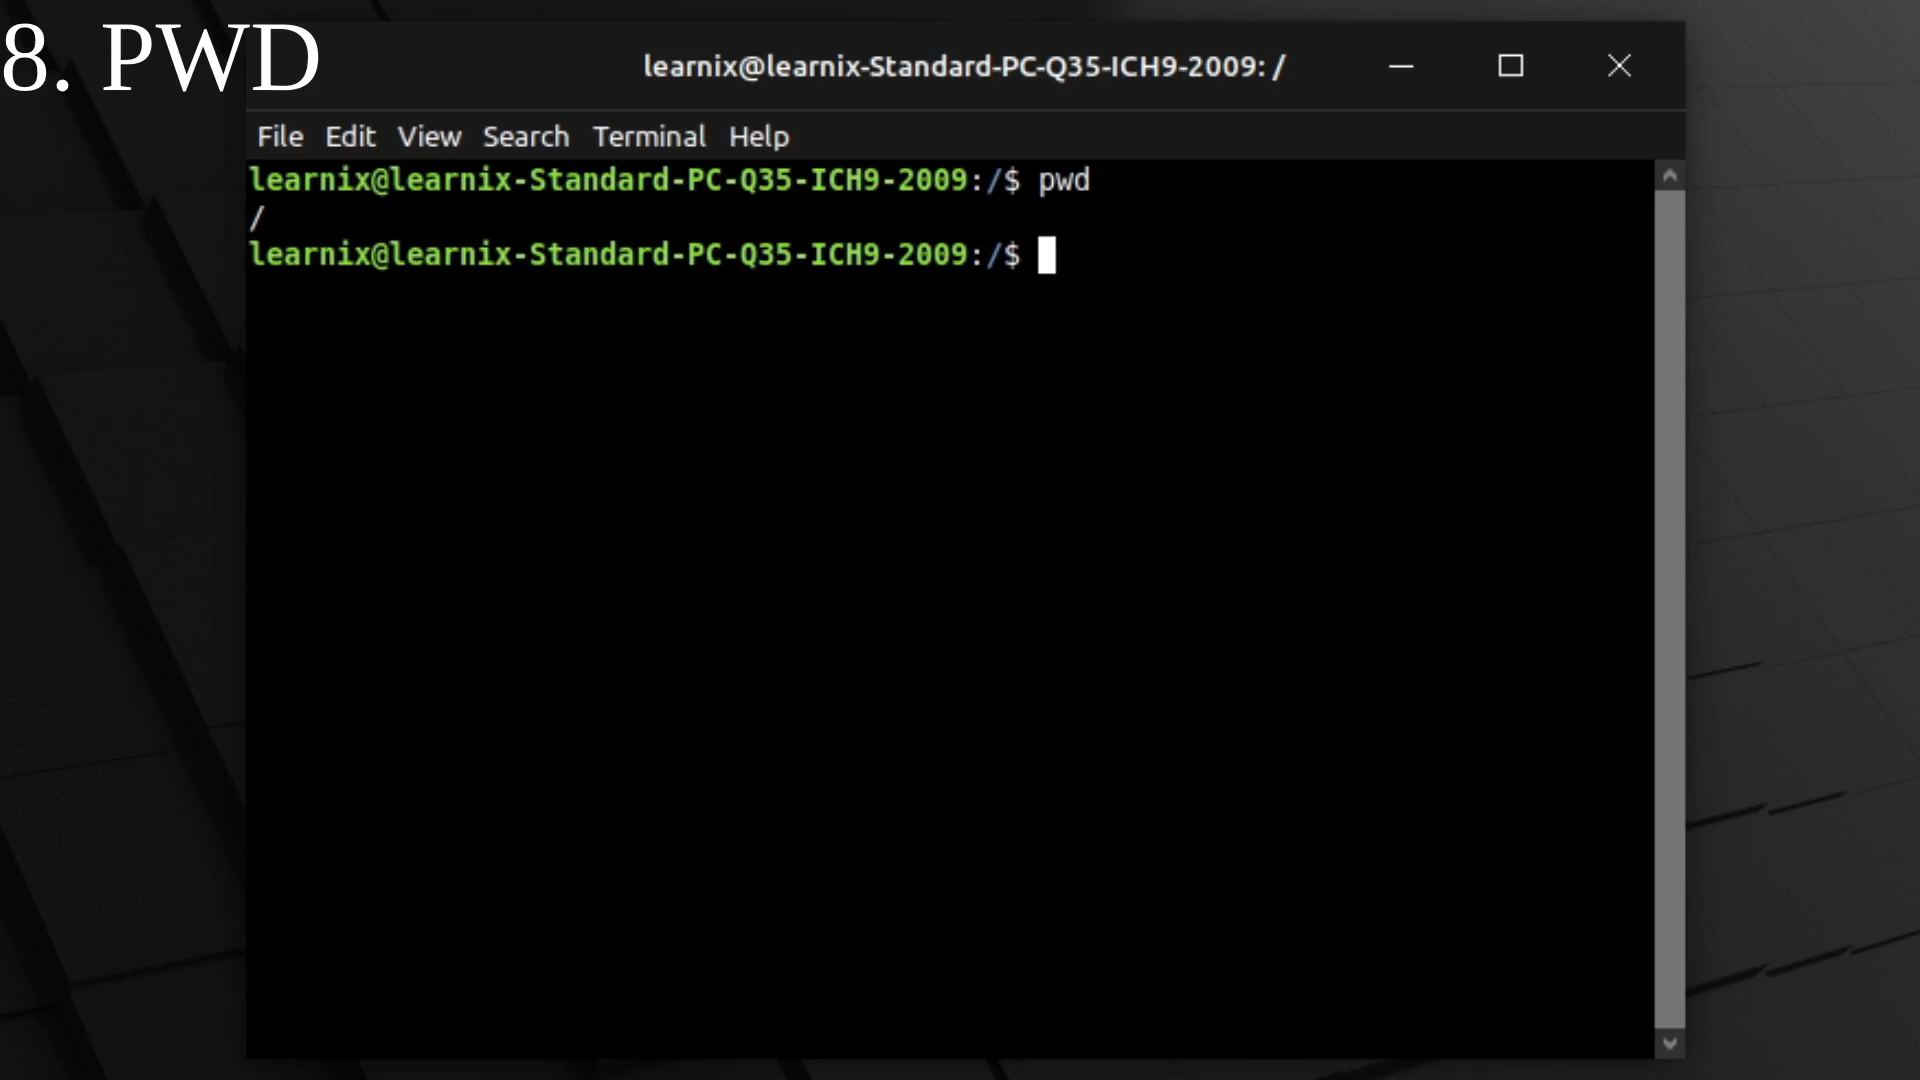 8. PWD
learnix@learnix-Standard-PC-Q35-ICH9-2009: /
File Edit View Search Terminal Help
learnix@learnix-Standard-PC-Q35-ICH9-2009:/$ pwd
/
learnix@learnix-Standard-PC-Q35-ICH9-2009:/$